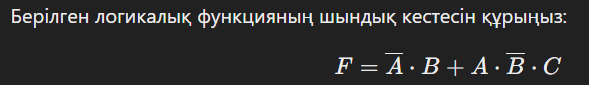 Берілген логикалық функцияның шындық кестесін құрыңыз:
F = A̅ · B + A · B̅ · C